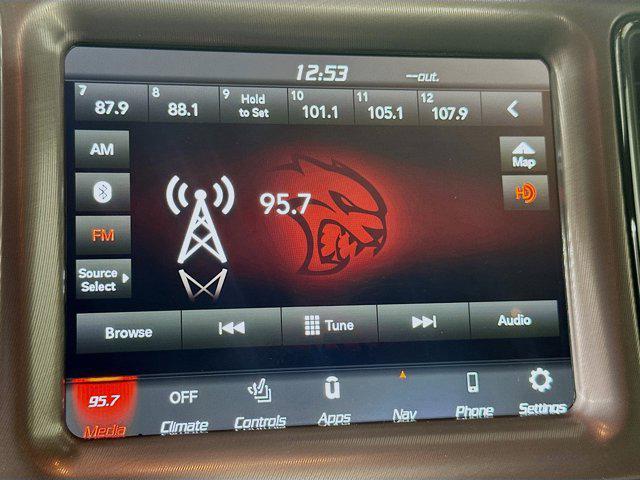 12:53 --out.
7 87.9 8 88.1 9 Hold to Set 10 101.1 11 105.1 12 107.9
AM
Map
95.7
HD
FM
Source
Select
Browse Tune Audio
95.7 OFF
Media Climate Controls Apps Nav Phone Settings